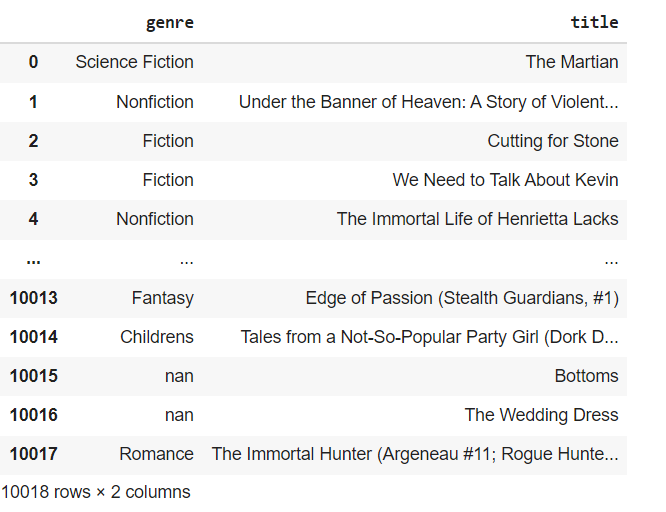 genre title
0 Science Fiction The Martian
1 Nonfiction Under the Banner of Heaven: A Story of Violent...
2 Fiction Cutting for Stone
3 Fiction We Need to Talk About Kevin
4 Nonfiction The Immortal Life of Henrietta Lacks
... ... ...
10013 Fantasy Edge of Passion (Stealth Guardians, #1)
10014 Childrens Tales from a Not-So-Popular Party Girl (Dork D...
10015 nan Bottoms
10016 nan The Wedding Dress
10017 Romance The Immortal Hunter (Argeneau #11; Rogue Hunte...
10018 rows × 2 columns